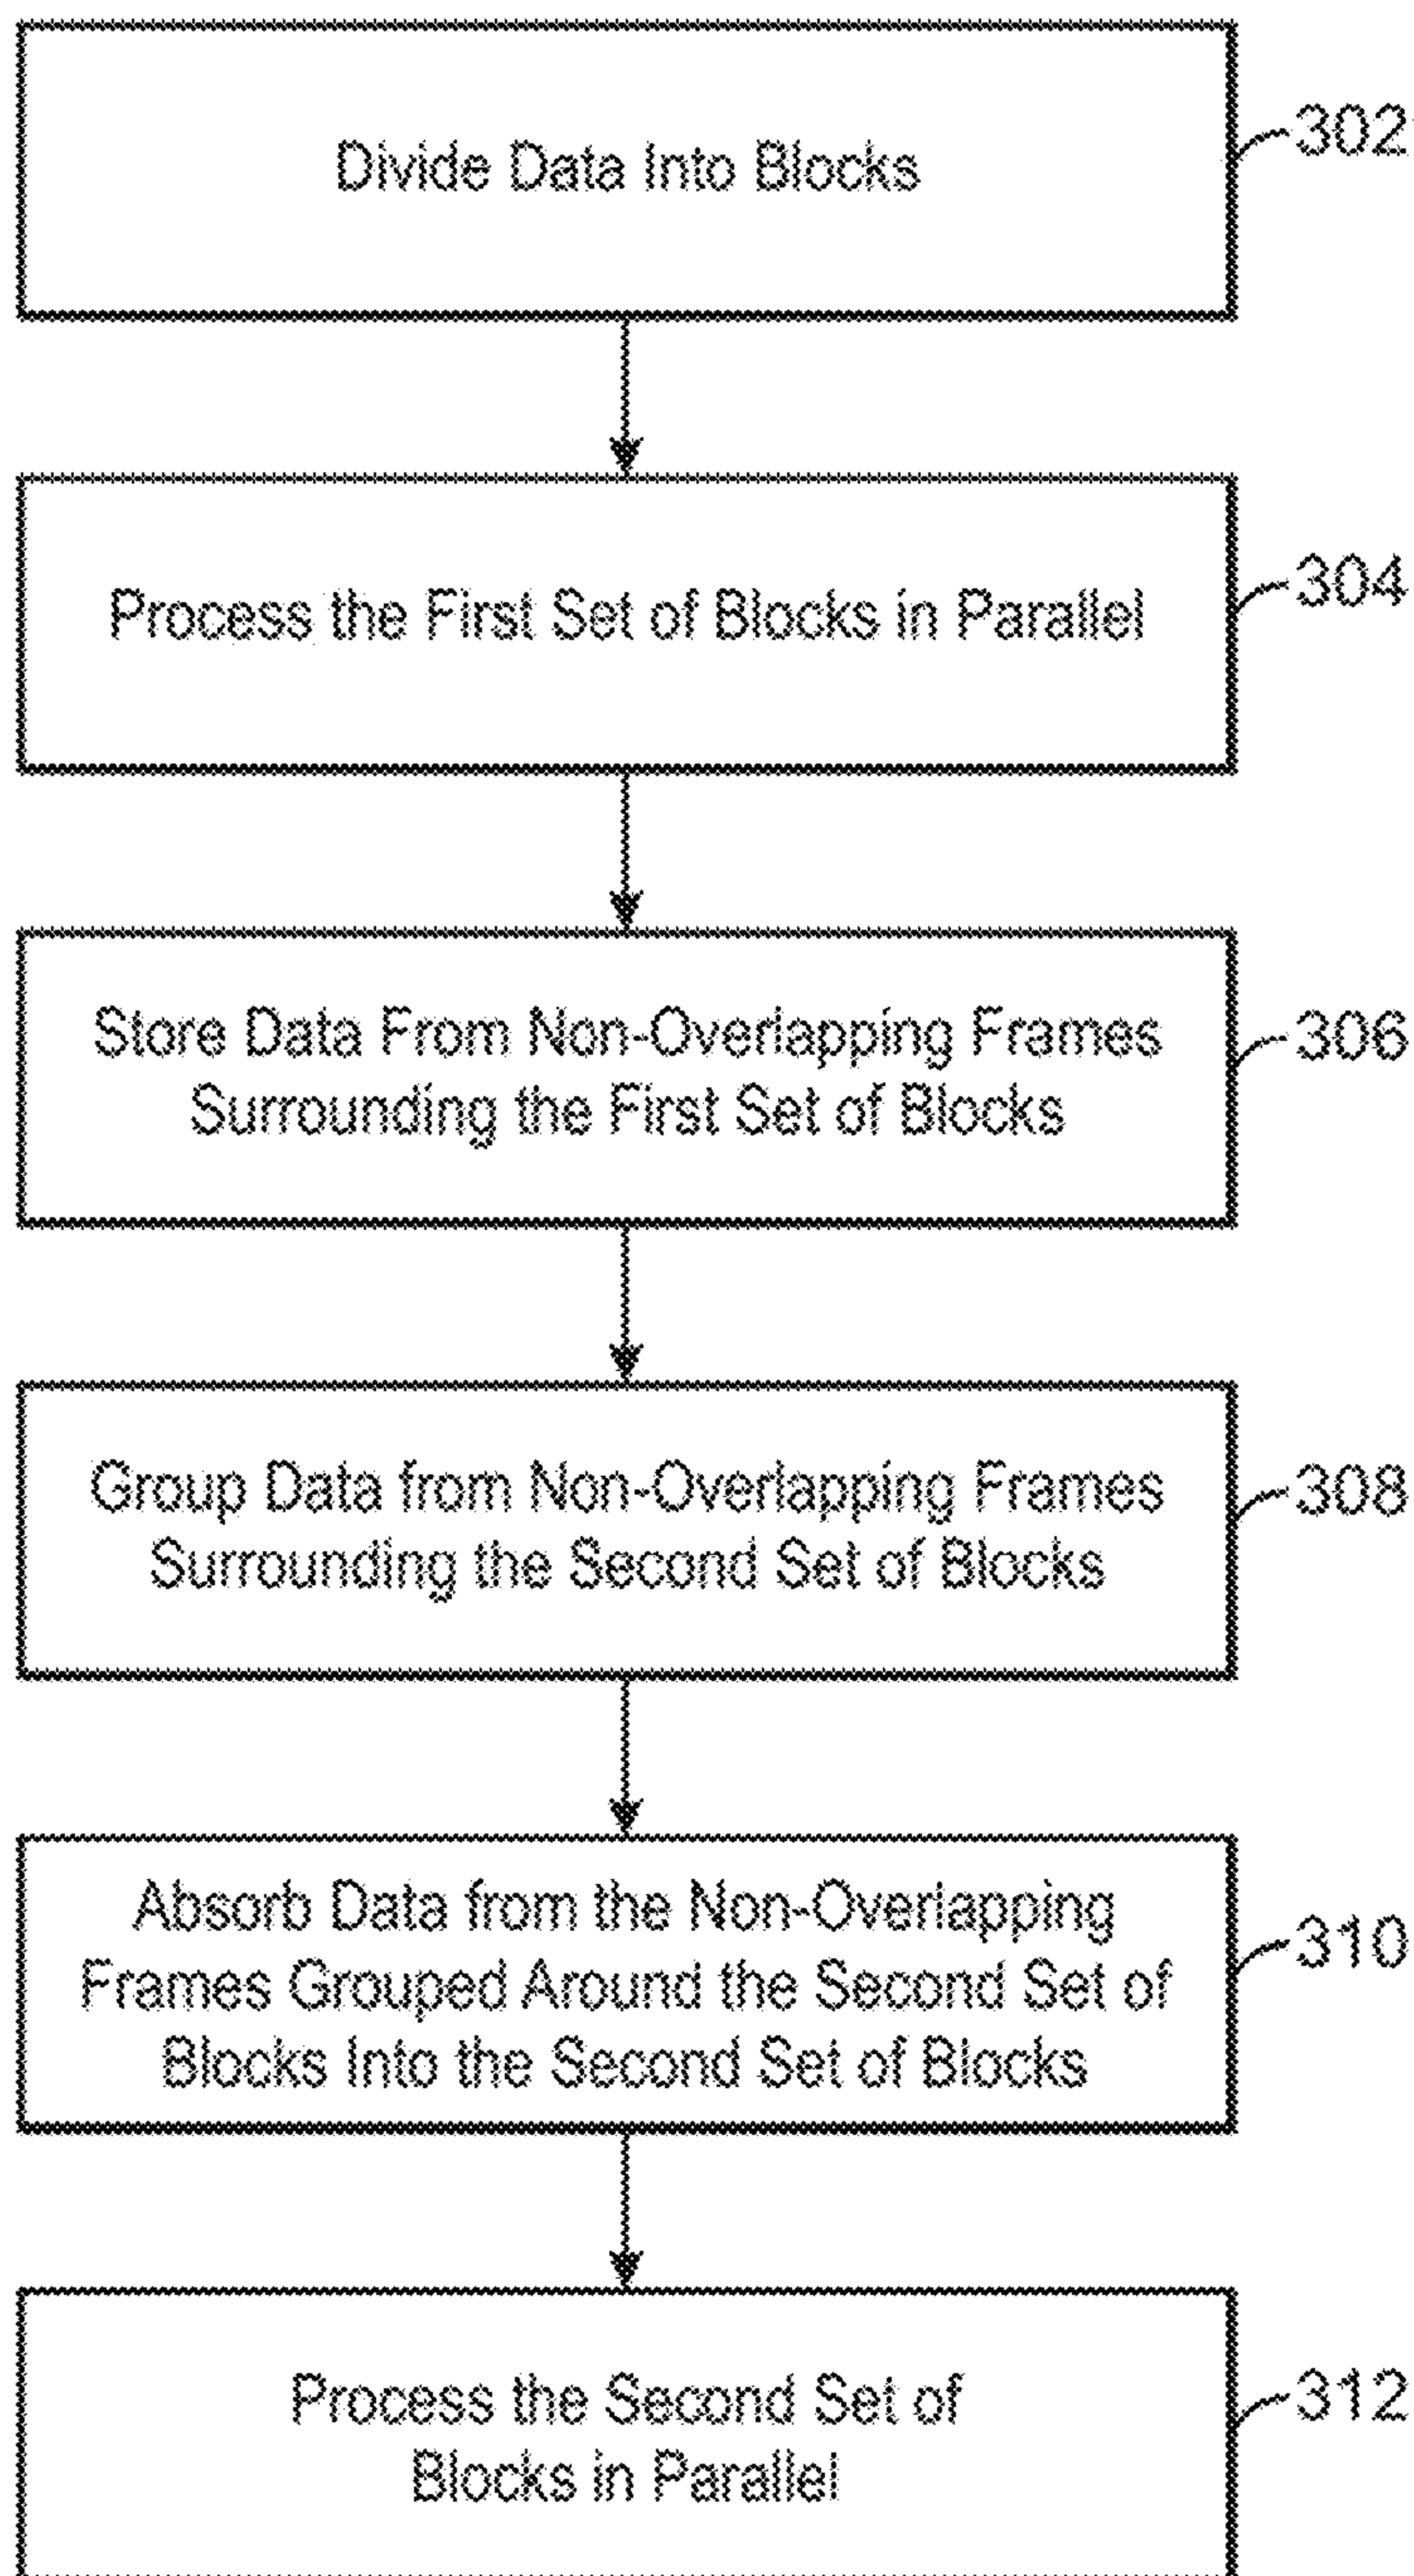 Divide Data Into Blocks
302
Process the First Set of Blocks in Parallel
304
Store Data From Non-Overlapping Frames
Surrounding the First Set of Blocks
306
Group Data from Non-Overlapping Frames
Surrounding the Second Set of Blocks
308
Absorb Data from the Non-Overlapping
Frames Grouped Around the Second Set of
Blocks Into the Second Set of Blocks
310
Process the Second Set of
Blocks in Parallel
312